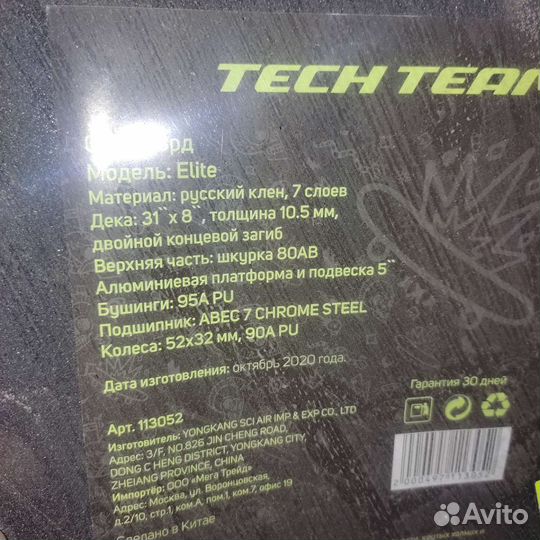 TECH TEAM
Модель: Elite
Материал: русский клен, 7 слоев
Дека: 31`` x 8``, толщина 10.5 мм,
двойной концевой загиб
Верхняя часть: шкурка 80AB
Алюминиевая платформа и подвеска 5``
Бушинги: 95A PU
Подшипник: ABEC 7 CHROME STEEL
Колеса: 52x32 мм, 90A PU
Дата изготовления: октябрь 2020 года.
Гарантия 30 дней
Арт. 113052
Изготовитель: YONGKANG SCI AIR IMP & EXP CO., LTD
Адрес: 3/F, NO.826 JIN CHENG ROAD,
DONG C HENG DISTRICT, YONGKANG CITY,
ZHEJIANG PROVINCE, CHINA
Импортёр: ООО «Мега Трейд»
Адрес: Москва, ул. Воронцовская,
д.2/10, стр.1, ком.А, пом.1, ком.7, офис 19
Сделано в Китае
Avito